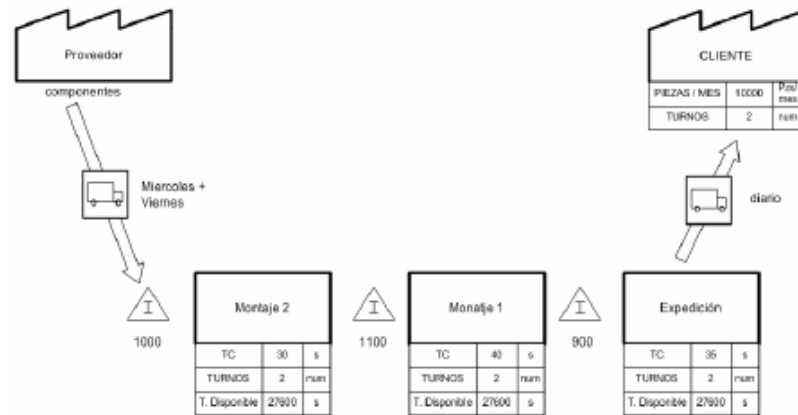 Proveedor
componentes
CLIENTE
PIEZAS / MES 10000 Pzs/
mes
TURNOS 2 num
Miercoles +
Viernes
diario
I
1000
Montaje 2
TC 30 s
TURNOS 2 num
T. Disponible 27600 s
I
1100
Monatje 1
TC 40 s
TURNOS 2 num
T. Disponible 27600 s
I
900
Expedición
TC 35 s
TURNOS 2 num
T. Disponible 27600 s